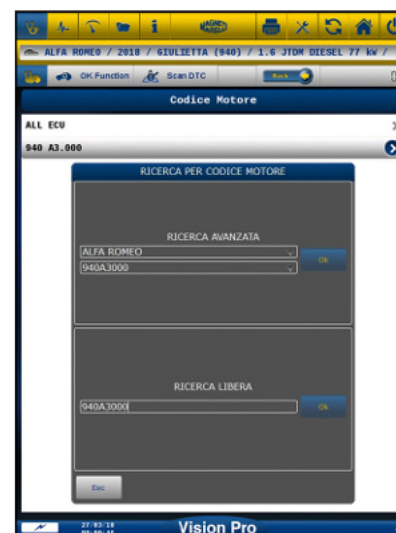 i MAGNETI MARELLI
ALFA ROMEO / 2010 / GIULIETTA (940) / 1.6 JTDM DIESEL 77 kW /
OK Function Scan DTC Back
Codice Motore
ALL ECU
940 A3.000
RICERCA PER CODICE MOTORE
RICERCA AVANZATA
ALFA ROMEO
940A3000
Ok
RICERCA LIBERA
940A3000
Ok
Esc
27/03/18
Vision Pro